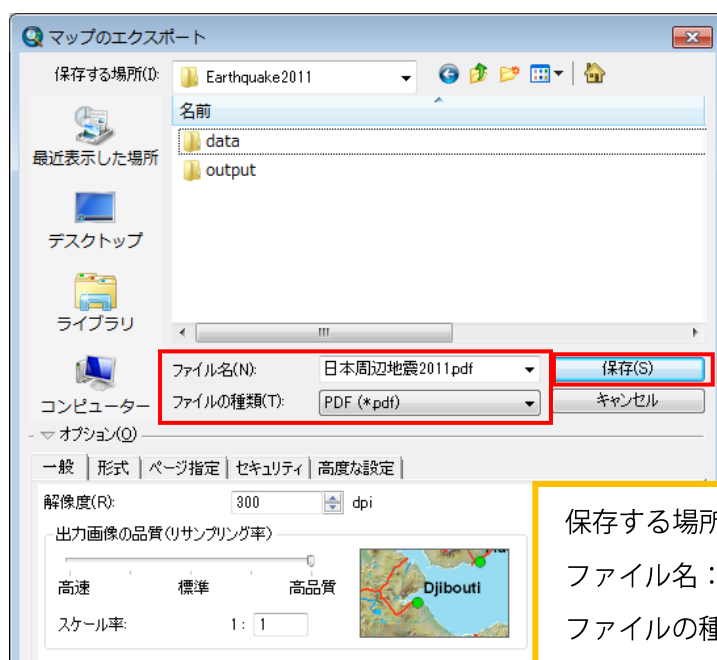 マップのエクスポート
保存する場所(I):
Earthquake2011
名前
data
output
最近表示した場所
デスクトップ
ライブラリ
コンピューター
ファイル名(N):
日本周辺地震2011.pdf
保存(S)
ファイルの種類(T):
PDF (*.pdf)
キャンセル
オプション(O)
一般
形式
ページ指定
セキュリティ
高度な設定
解像度(R):
300
dpi
出力画像の品質(リサンプリング率)
高速
標準
高品質
スケール率:
1:
1
Djibouti
保存する場所
ファイル名:
ファイルの種